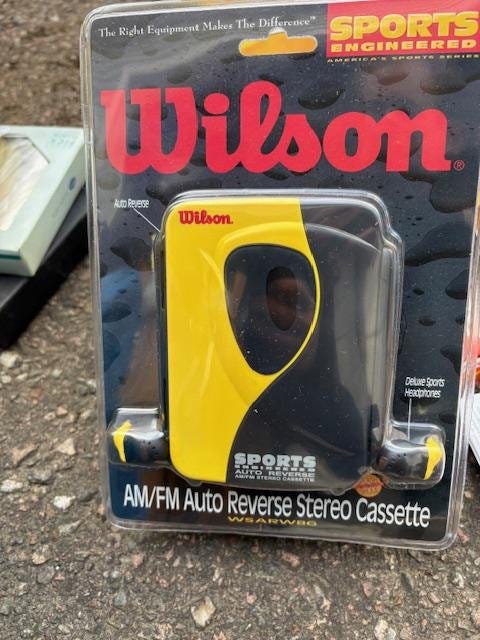 The Right Equipment Makes The Difference™
SPORTS
ENGINEERED
AMERICA'S SPORTS SERIES
Wilson®
Auto Reverse
Wilson
Deluxe Sports
Headphones
SPORTS
ENGINEERED
AUTO REVERSE
AM/FM STEREO CASSETTE
AM/FM Auto Reverse Stereo Cassette
WSARW86